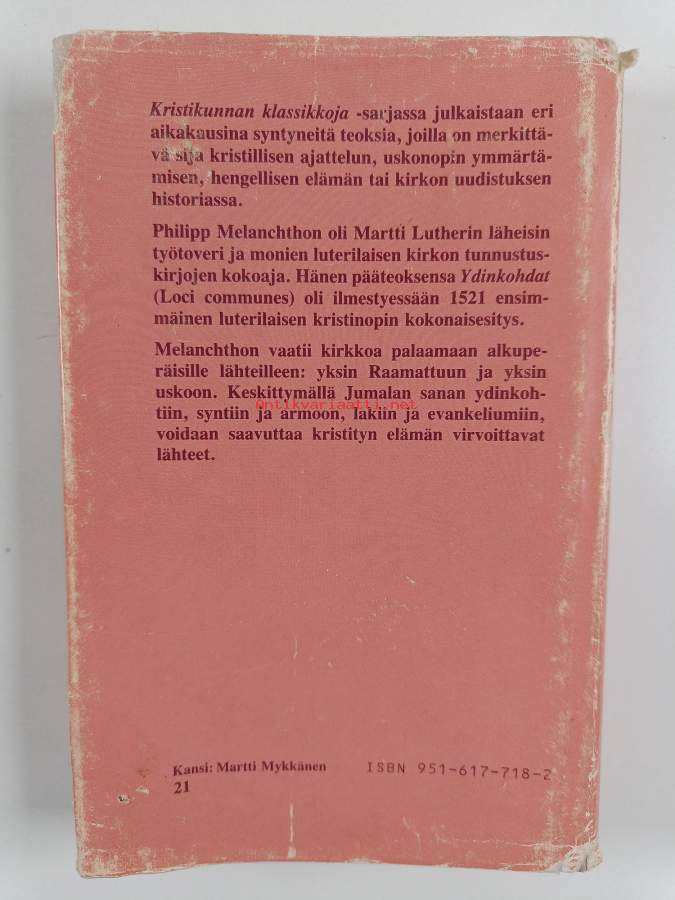 Kristikunnan klassikkoja -sarjassa julkaistaan eri
aikakausina syntyneitä teoksia, joilla on merkittä-
vä sija kristillisen ajattelun, uskonopin ymmärtä-
misen, hengellisen elämän tai kirkon uudistuksen
historiassa.
Philipp Melanchthon oli Martti Lutherin läheisin
työtoveri ja monien luterilaisen kirkon tunnustus-
kirjojen kokoaja. Hänen pääteoksensa Ydinkohdat
(Loci communes) oli ilmestyessään 1521 ensim-
mäinen luterilaisen kristinopin kokonaisesitys.
Melanchthon vaatii kirkkoa palaamaan alkupe-
räisille lähteilleen: yksin Raamattuun ja yksin
uskoon. Keskittymällä Jumalan sanan ydinkoh-
antikvariaatti.net
tiin, syntiin ja armoon, lakiin ja evankeliumiin,
voidaan saavuttaa kristityn elämän virvoittavat
lähteet.
Kansi: Martti Mykkänen ISBN 951-617-718-2
21